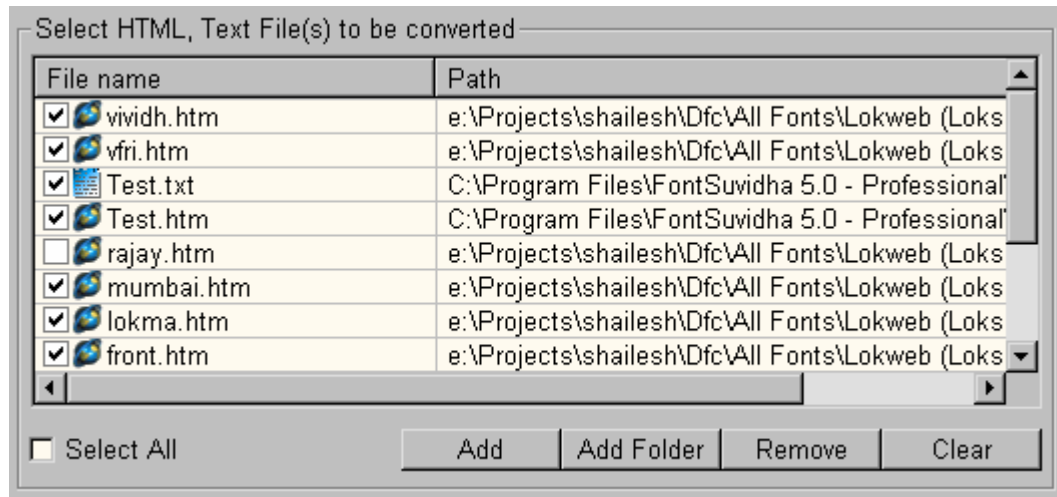 Select HTML, Text File(s) to be converted
File name Path
vividh.htm e:\Projects\shailesh\Dfc\All Fonts\Lokweb (Loks
vfri.htm e:\Projects\shailesh\Dfc\All Fonts\Lokweb (Loks
Test.txt C:\Program Files\FontSuvidha 5.0 - Professional
Test.htm C:\Program Files\FontSuvidha 5.0 - Professional
rajay.htm e:\Projects\shailesh\Dfc\All Fonts\Lokweb (Loks
mumbai.htm e:\Projects\shailesh\Dfc\All Fonts\Lokweb (Loks
lokma.htm e:\Projects\shailesh\Dfc\All Fonts\Lokweb (Loks
front.htm e:\Projects\shailesh\Dfc\All Fonts\Lokweb (Loks
Select All Add Add Folder Remove Clear